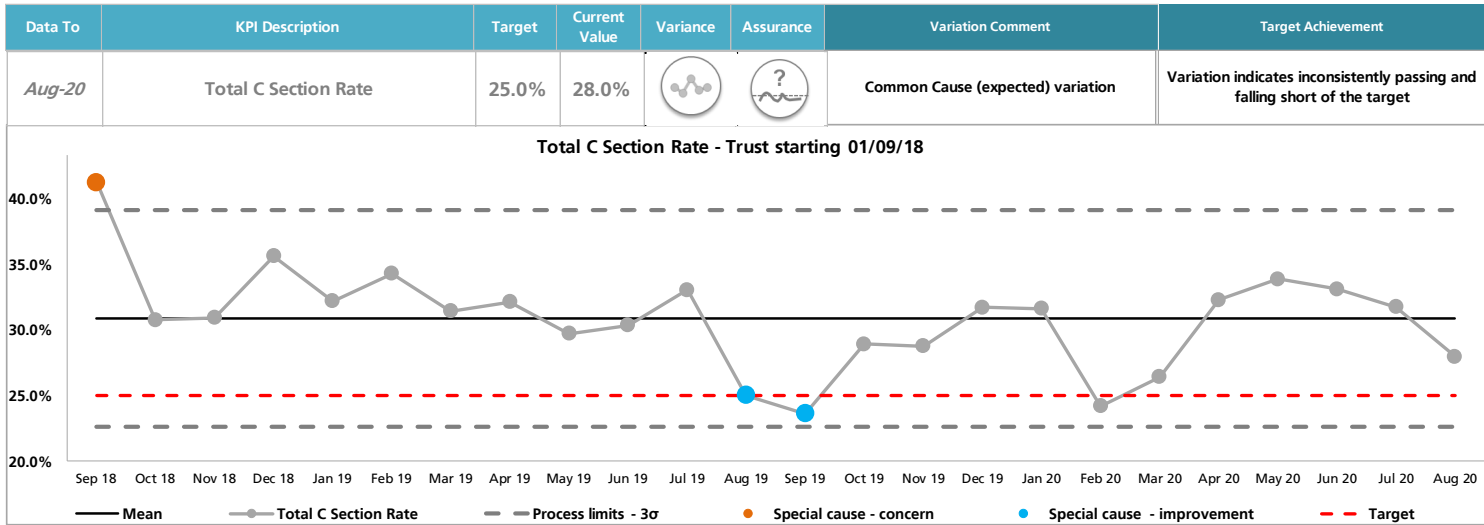 Data To KPI Description Target Current Value Variance Assurance Variation Comment Target Achievement
Aug-20 Total C Section Rate 25.0% 28.0% ? Common Cause (expected) variation Variation indicates inconsistently passing and
falling short of the target
Total C Section Rate - Trust starting 01/09/18
40.0%
35.0%
30.0%
25.0%
20.0%
Sep 18 Oct 18 Nov 18 Dec 18 Jan 19 Feb 19 Mar 19 Apr 19 May 19 Jun 19 Jul 19 Aug 19 Sep 19 Oct 19 Nov 19 Dec 19 Jan 20 Feb 20 Mar 20 Apr 20 May 20 Jun 20 Jul 20 Aug 20
Mean Total C Section Rate Process limits - 3σ Special cause - concern Special cause - improvement Target